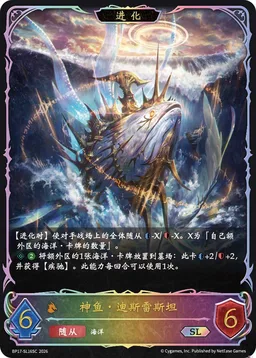 进化
【进化时】使对手战场上的全体随从 -X/ -X。X为「自己额外区的海洋·卡牌的数量」。
2 将额外区的1张海洋·卡牌放置到墓场：此卡 +2/ +2，并获得【疾驰】。此能力每回合可以使用1次。
神鱼·迪斯雷斯坦
6
随从 海洋
SL
6
BP17-SL16SC 2026
© Cygames, Inc. Published by NetEase Games